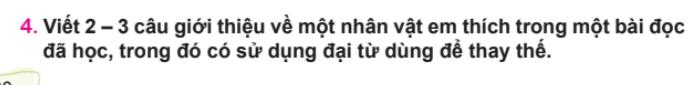 4. Viết 2 – 3 câu giới thiệu về một nhân vật em thích trong một bài đọc
đã học, trong đó có sử dụng đại từ dùng để thay thế.